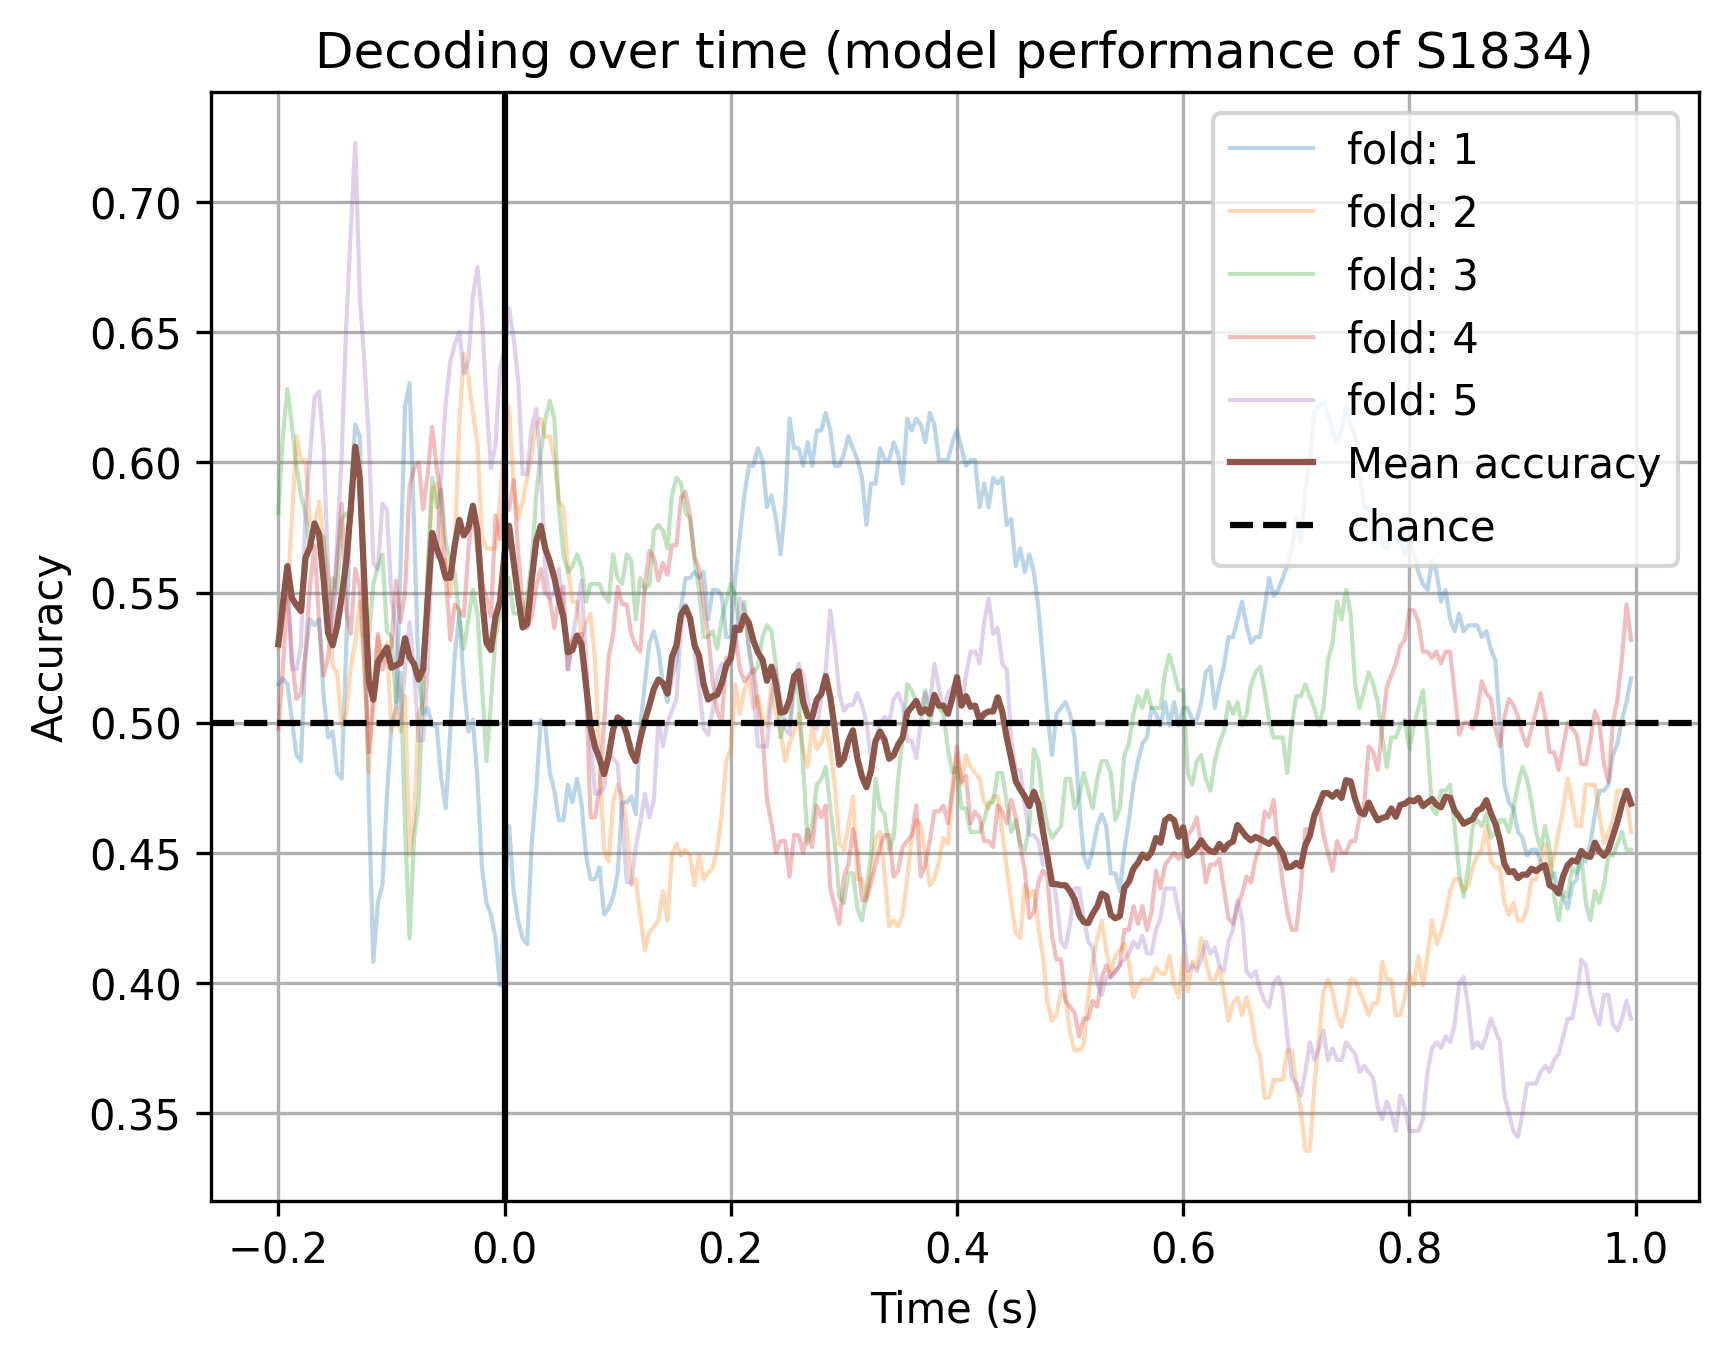 Decoding over time (model performance of S1834)
fold: 1
fold: 2
fold: 3
fold: 4
fold: 5
Mean accuracy
chance
Accuracy
0.70
0.65
0.60
0.55
0.50
0.45
0.40
0.35
−0.2
0.0
0.2
0.4
0.6
0.8
1.0
Time (s)